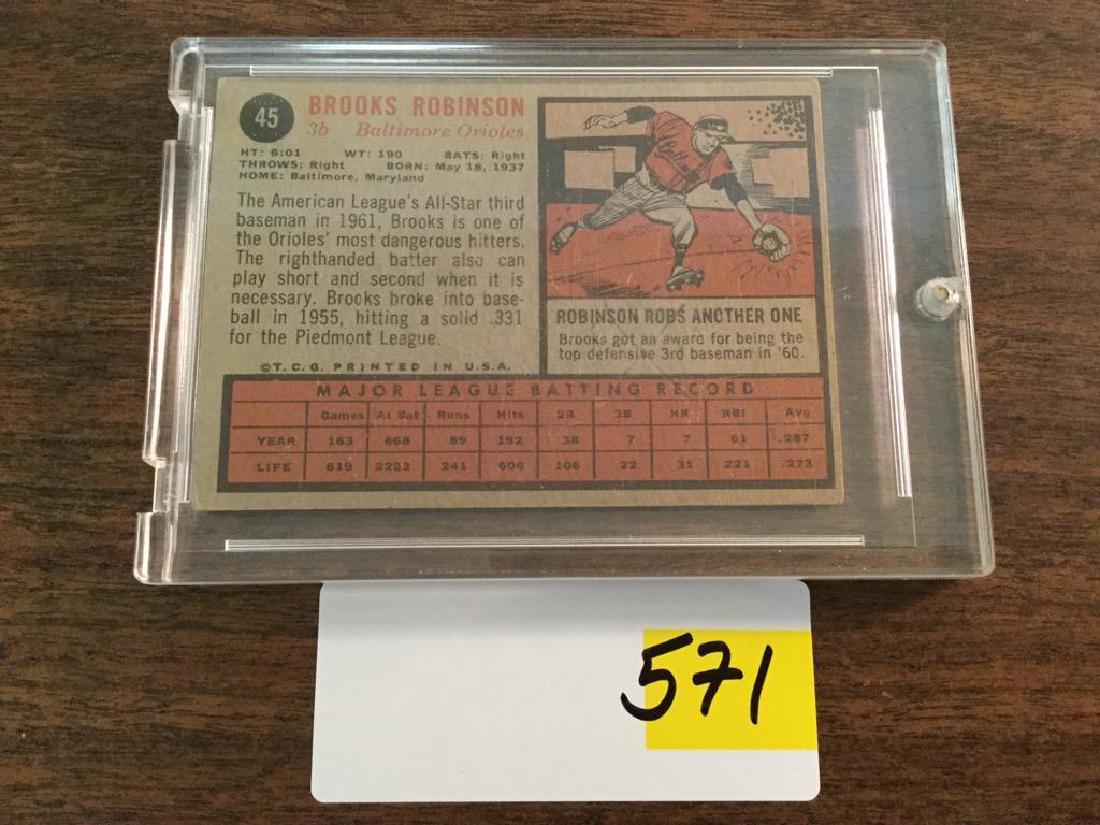 45
BROOKS ROBINSON
3b Baltimore Orioles
HT: 6:01 WT: 190 BATS: Right
THROWS: Right BORN: May 18, 1937
HOME: Baltimore, Maryland
The American League's All-Star third
baseman in 1961, Brooks is one of
the Orioles' most dangerous hitters.
The righthanded batter also can
play short and second when it is
necessary. Brooks broke into base-
ball in 1955, hitting a solid .331
for the Piedmont League.
©T.C.G. PRINTED IN U.S.A.
ROBINSON ROBS ANOTHER ONE
Brooks got an award for being the
top defensive 3rd baseman in '60.
MAJOR LEAGUE BATTING RECORD
Games At Bat Runs Hits 2B 3B HR RBI Avg
YEAR 163 668 89 192 38 7 7 61 .287
LIFE 619 2222 241 606 106 22 35 221 .273
571